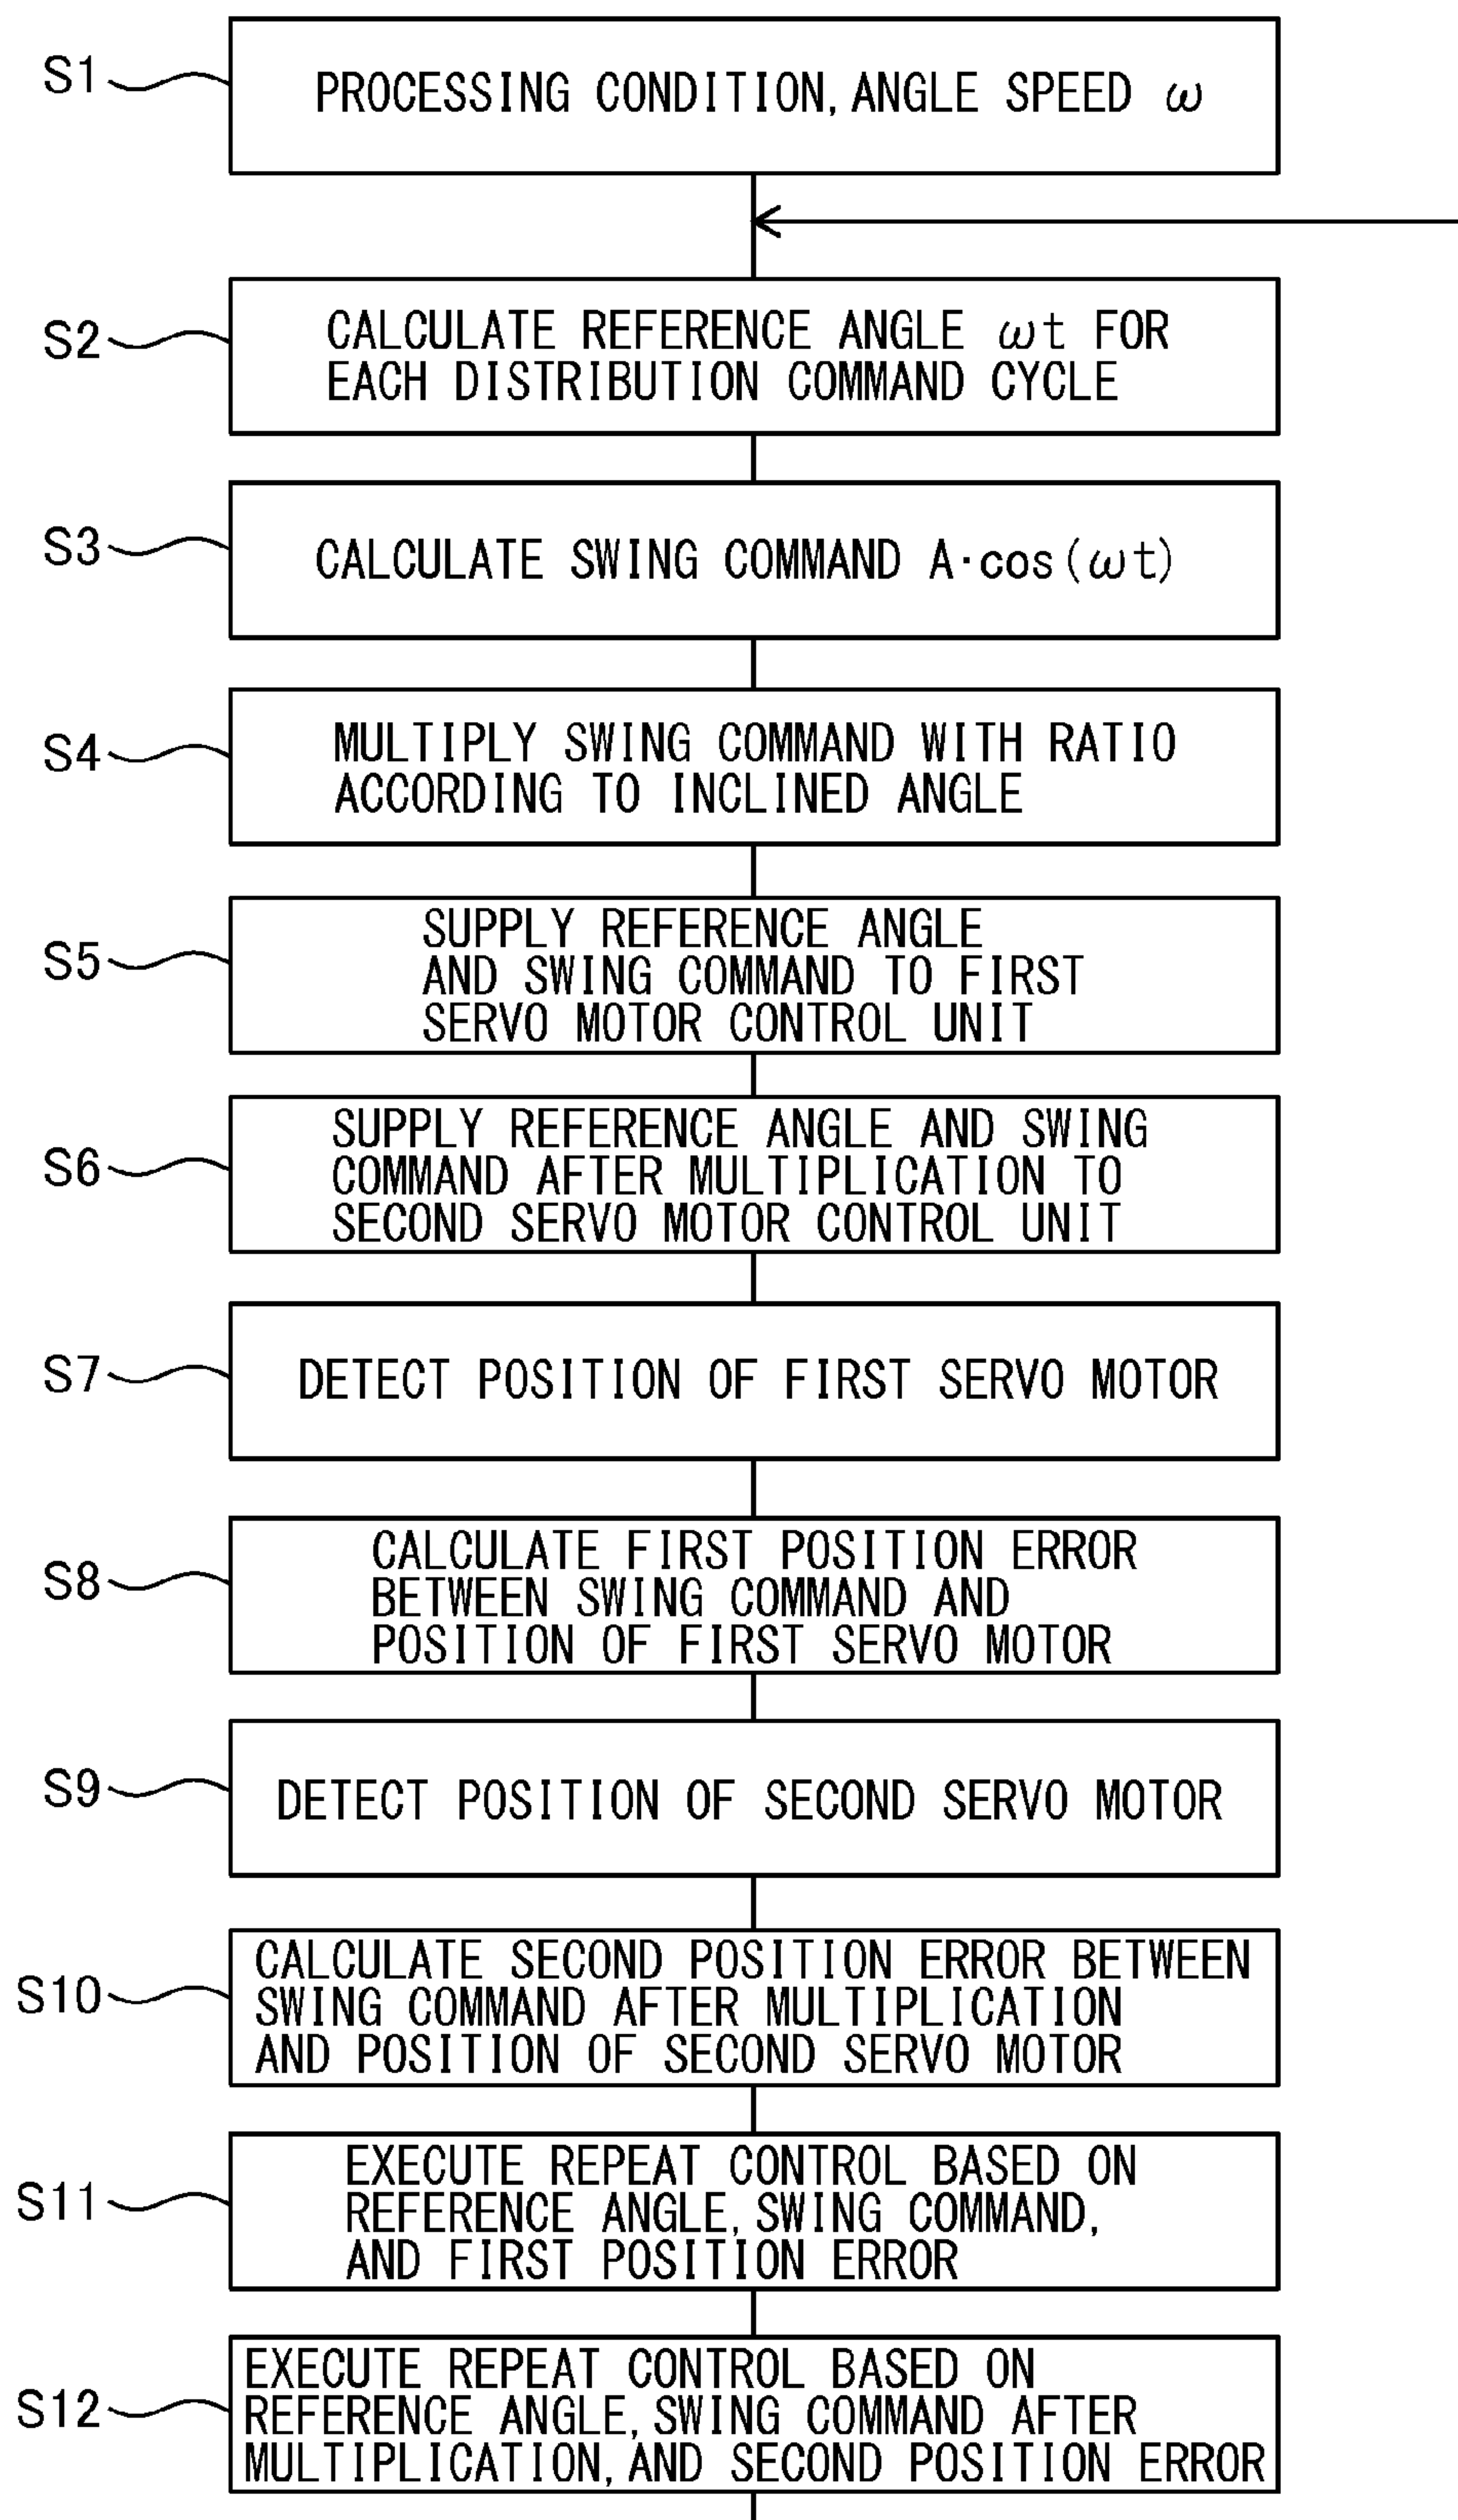 S1
PROCESSING CONDITION, ANGLE SPEED ω
S2
CALCULATE REFERENCE ANGLE ωt FOR
EACH DISTRIBUTION COMMAND CYCLE
S3
CALCULATE SWING COMMAND A·cos(ωt)
S4
MULTIPLY SWING COMMAND WITH RATIO
ACCORDING TO INCLINED ANGLE
S5
SUPPLY REFERENCE ANGLE
AND SWING COMMAND TO FIRST
SERVO MOTOR CONTROL UNIT
S6
SUPPLY REFERENCE ANGLE AND SWING
COMMAND AFTER MULTIPLICATION TO
SECOND SERVO MOTOR CONTROL UNIT
S7
DETECT POSITION OF FIRST SERVO MOTOR
S8
CALCULATE FIRST POSITION ERROR
BETWEEN SWING COMMAND AND
POSITION OF FIRST SERVO MOTOR
S9
DETECT POSITION OF SECOND SERVO MOTOR
S10
CALCULATE SECOND POSITION ERROR BETWEEN
SWING COMMAND AFTER MULTIPLICATION
AND POSITION OF SECOND SERVO MOTOR
S11
EXECUTE REPEAT CONTROL BASED ON
REFERENCE ANGLE, SWING COMMAND,
AND FIRST POSITION ERROR
S12
EXECUTE REPEAT CONTROL BASED ON
REFERENCE ANGLE, SWING COMMAND AFTER
MULTIPLICATION, AND SECOND POSITION ERROR